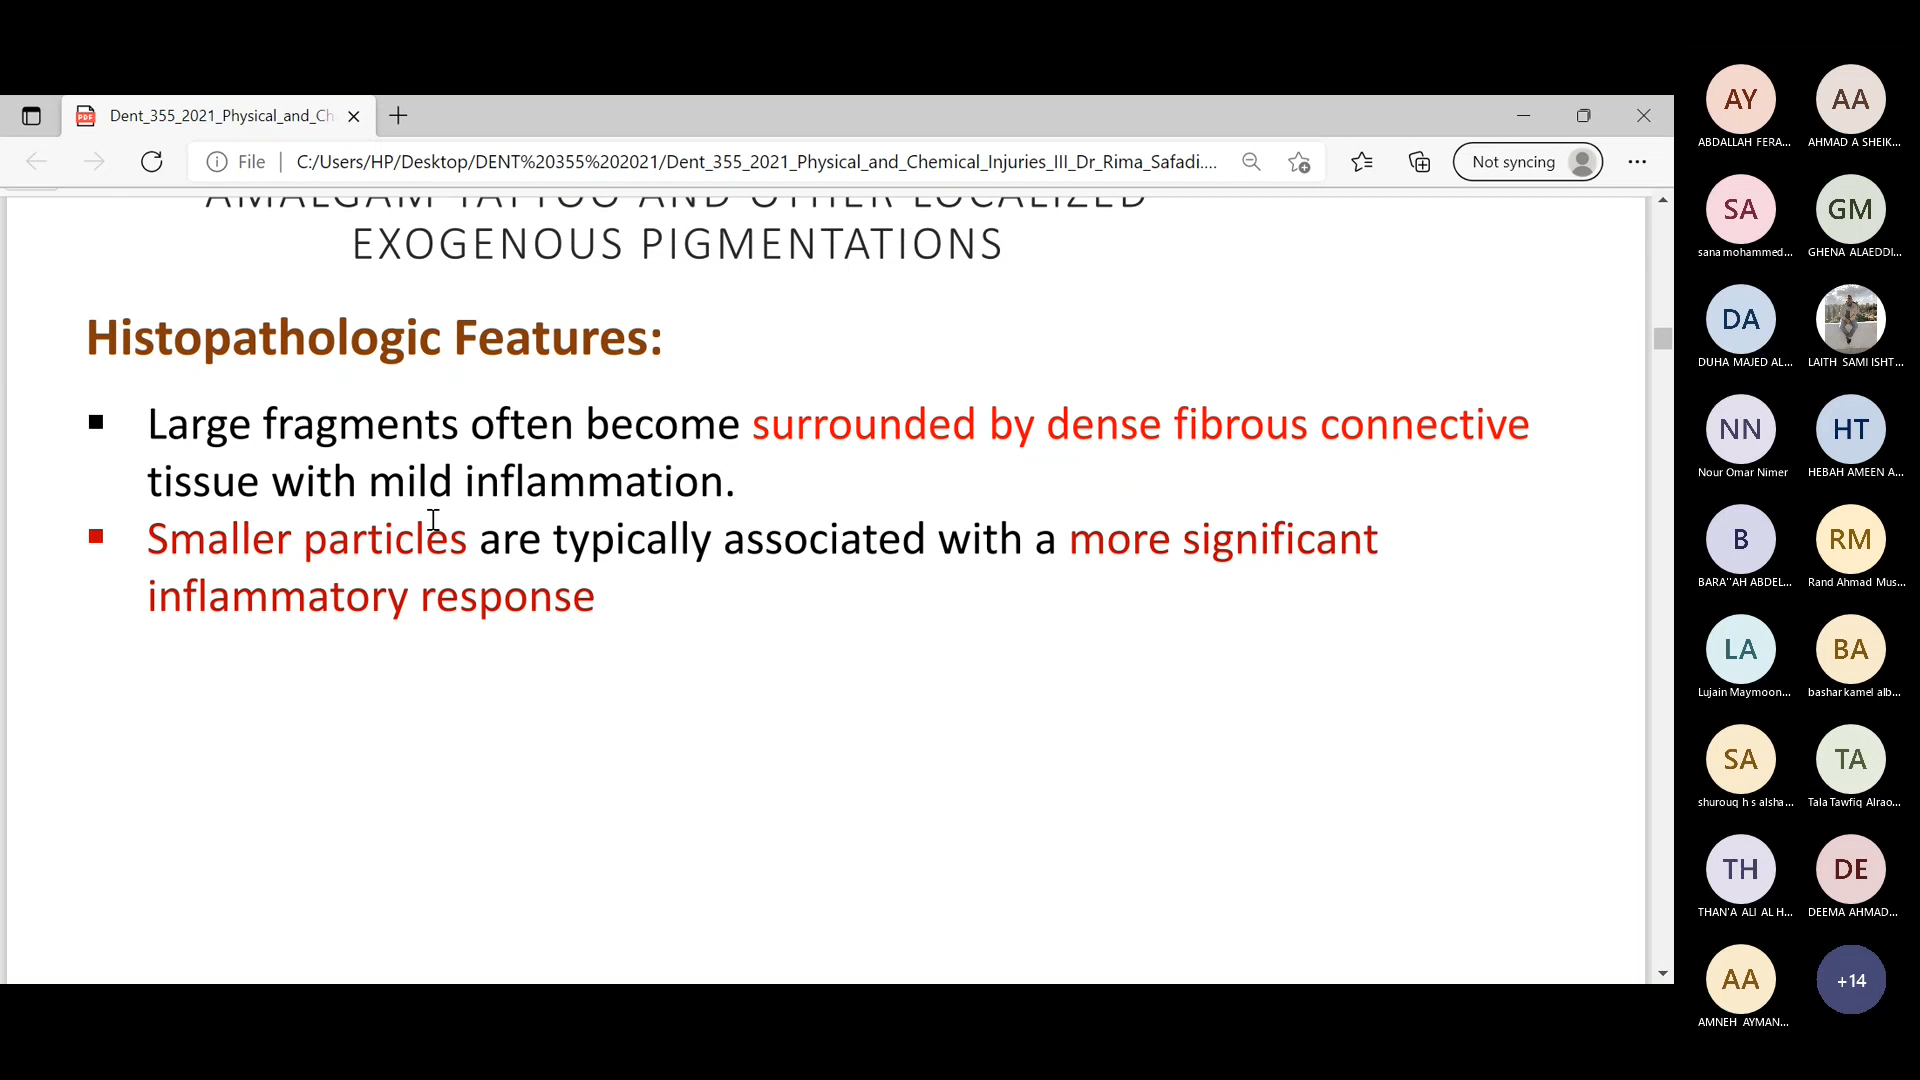 Dent_355_2021_Physical_and_Ch
File
C:/Users/HP/Desktop/DENT%20355%202021/Dent_355_2021_Physical_and_Chemical_Injuries_III_Dr_Rima_Safadi....
Not syncing
AMALGAM TATTOO AND OTHER LOCALIZED
EXOGENOUS PIGMENTATIONS
Histopathologic Features:
Large fragments often become surrounded by dense fibrous connective
tissue with mild inflammation.
Smaller particles are typically associated with a more significant
inflammatory response
AY
ABDALLAH FERA...
AA
AHMAD A SHEIK...
SA
sana mohammed...
GM
GHENA ALAEDDI...
DA
DUHA MAJED AL...
LAITH SAMI ISHT...
NN
Nour Omar Nimer
HT
HEBAH AMEEN A...
B
BARA''AH ABDEL...
RM
Rand Ahmad Mus...
LA
Lujain Maymoon...
BA
bashar kamel alb...
SA
shurouq h s alsha...
TA
Tala Tawfiq Alrao...
TH
THAN'A ALI AL H...
DE
DEEMA AHMAD...
AA
AMNEH AYMAN...
+14